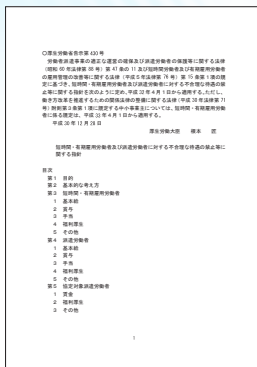 ○厚生労働省告示第430号
労働者派遣事業の適正な運営の確保及び派遣労働者の保護等に関する法律
(昭和60年法律第88号)第47条の11及び短時間労働者及び有期雇用労働者
の雇用管理の改善等に関する法律(平成5年法律第76号)第15条第1項の規
定に基づき、短時間・有期雇用労働者及び派遣労働者に対する不合理な待遇の禁
止等に関する指針を次のように定め、平成32年4月1日から適用する。ただし、
働き方改革を推進するための関係法律の整備に関する法律(平成30年法律第71
号)附則第3条第1項に規定する中小事業主については、短時間・有期雇用労働
者に係る規定は、平成33年4月1日から適用する。
平成30年12月28日
厚生労働大臣 根本 匠
短時間・有期雇用労働者及び派遣労働者に対する不合理な待遇の禁止等に
関する指針
目次
第1 目的
第2 基本的な考え方
第3 短時間・有期雇用労働者
1 基本給
2 賞与
3 手当
4 福利厚生
5 その他
第4 派遣労働者
1 基本給
2 賞与
3 手当
4 福利厚生
5 その他
第5 協定対象派遣労働者
1 賃金
2 福利厚生
3 その他
1